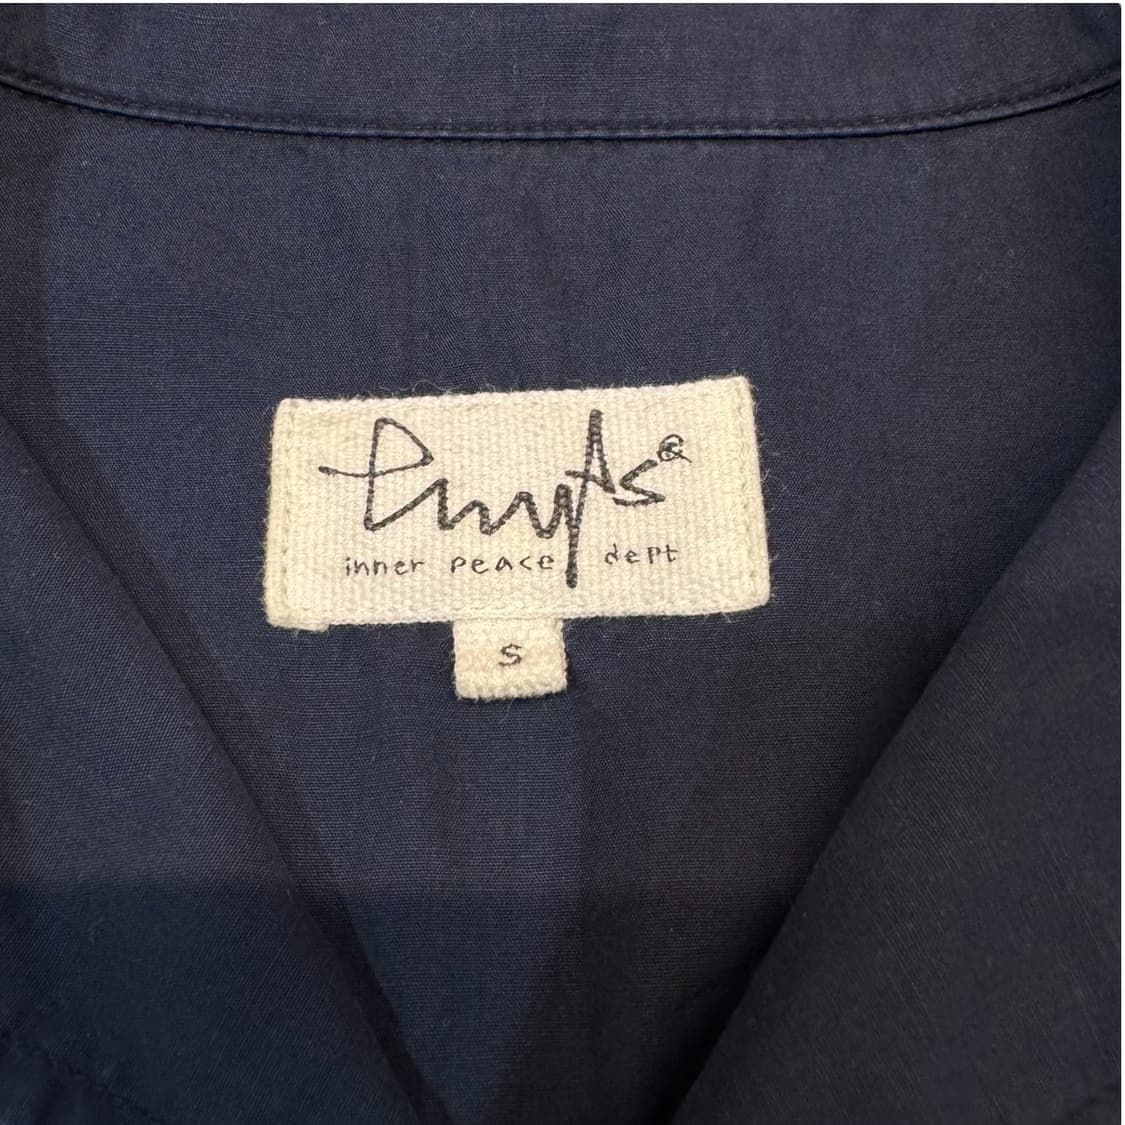 inner peace dept
S